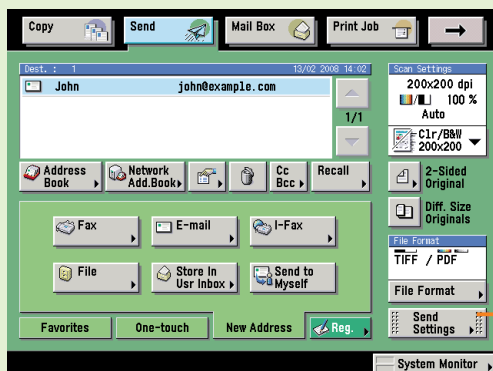 Copy
Send
Mail Box
Print Job
Dest. : 1
13/02 2008 14:02
John
john@example.com
1/1
Address
Book
Network
Add.Book
Cc
Bcc
Recall
Fax
E-mail
I-Fax
File
Store In
Usr Inbox
Send to
Myself
Favorites
One-touch
New Address
Reg.
Scan Settings
200x200 dpi
100 %
Auto
Clr/B&W
200x200
2-Sided
Original
Diff. Size
Originals
File Format
TIFF / PDF
File Format
Send
Settings
System Monitor